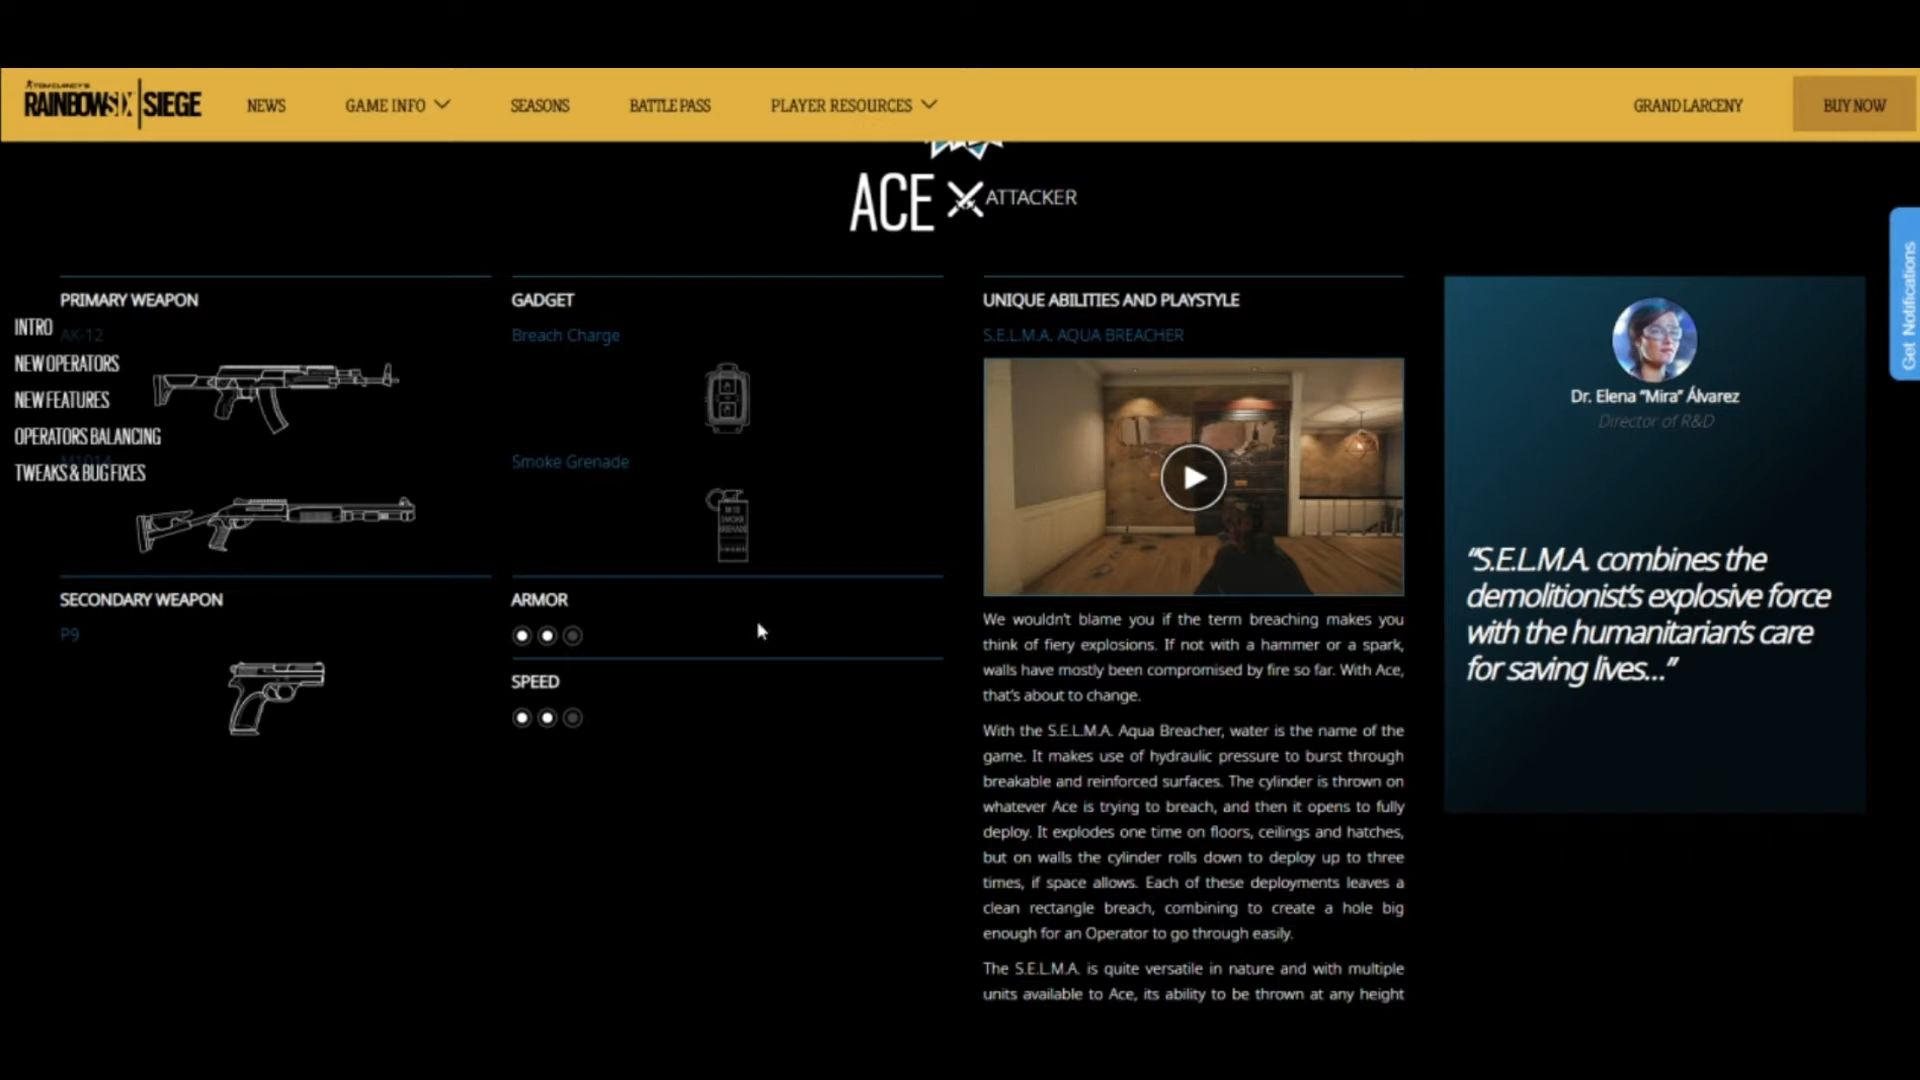 TOM CLANCY'S
RAINBOW SIX | SIEGE
NEWS
GAME INFO
SEASONS
BATTLE PASS
PLAYER RESOURCES
GRAND LARCENY
BUY NOW
ACE
ATTACKER
Get Notifications
INTRO
NEW OPERATORS
NEW FEATURES
OPERATORS BALANCING
TWEAKS & BUG FIXES
PRIMARY WEAPON
AK-12
M1014
SECONDARY WEAPON
P9
GADGET
Breach Charge
Smoke Grenade
ARMOR
SPEED
UNIQUE ABILITIES AND PLAYSTYLE
S.E.L.M.A. AQUA BREACHER
We wouldn't blame you if the term breaching makes you
think of fiery explosions. If not with a hammer or a spark,
walls have mostly been compromised by fire so far. With Ace,
that's about to change.
With the S.E.L.M.A. Aqua Breacher, water is the name of the
game. It makes use of hydraulic pressure to burst through
breakable and reinforced surfaces. The cylinder is thrown on
whatever Ace is trying to breach, and then it opens to fully
deploy. It explodes one time on floors, ceilings and hatches,
but on walls the cylinder rolls down to deploy up to three
times, if space allows. Each of these deployments leaves a
clean rectangle breach, combining to create a hole big
enough for an Operator to go through easily.
The S.E.L.M.A. is quite versatile in nature and with multiple
units available to Ace, its ability to be thrown at any height
Dr. Elena "Mira" Álvarez
Director of R&D
"S.E.L.M.A. combines the
demolitionist's explosive force
with the humanitarian's care
for saving lives..."